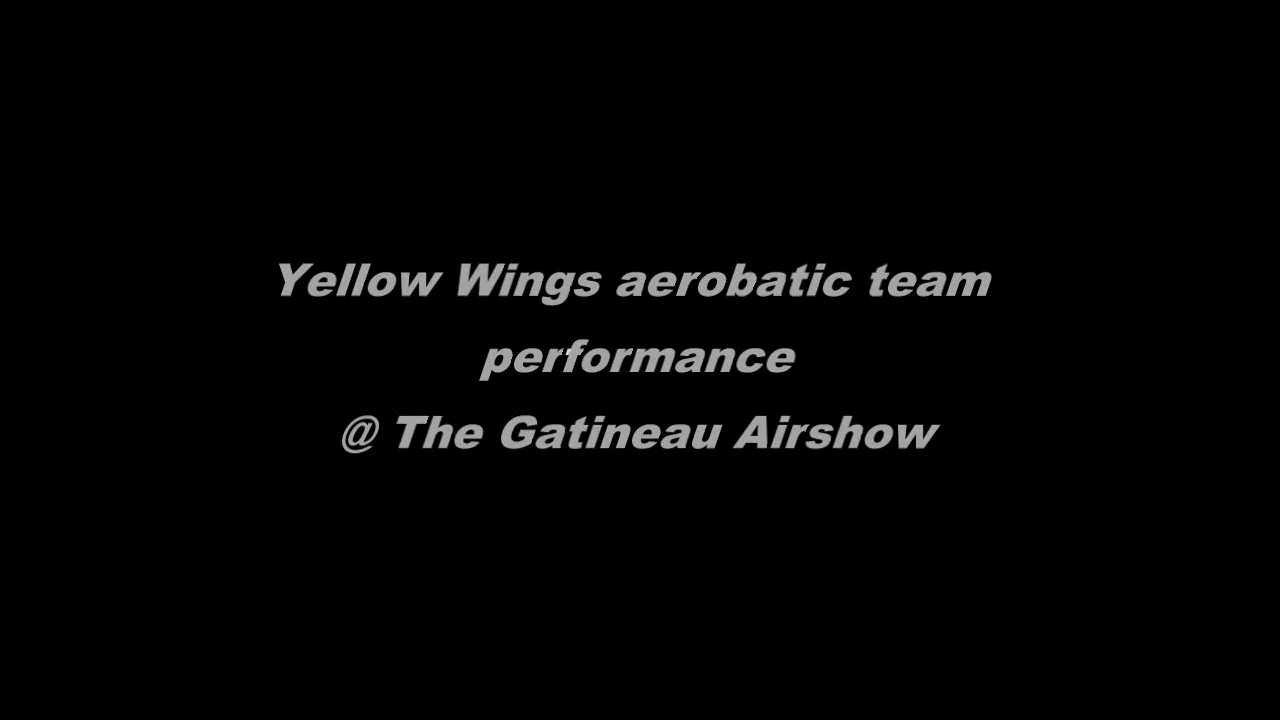 Yellow Wings aerobatic team
performance
@ The Gatineau Airshow